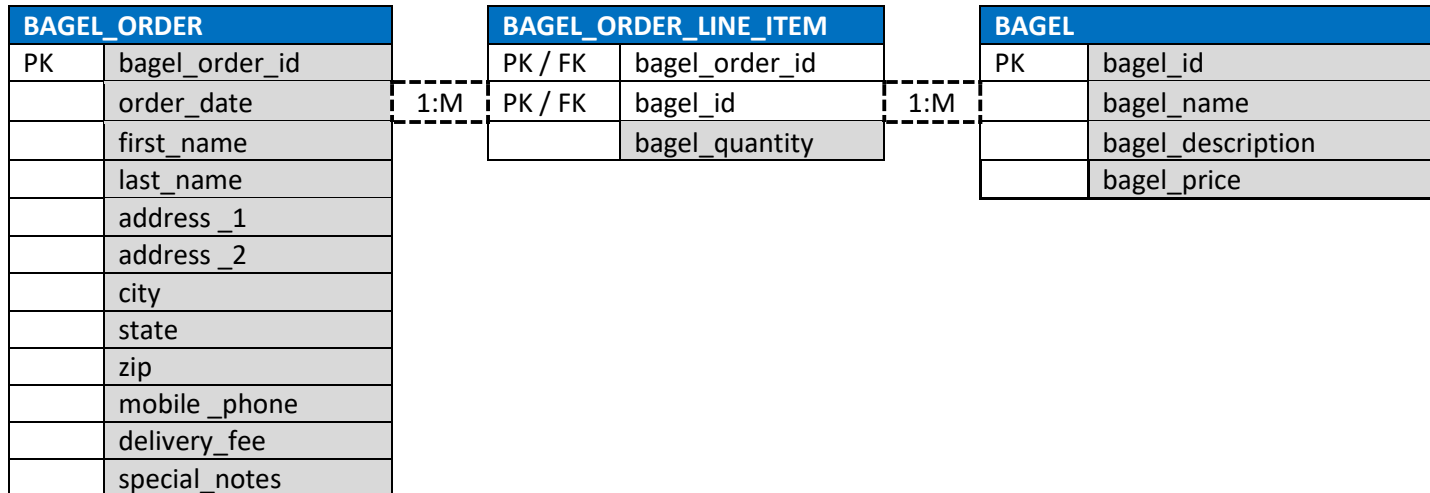 BAGEL_ORDER BAGEL_ORDER_LINE_ITEM BAGEL
PK bagel_order_id PK / FK bagel_order_id PK bagel_id
order_date 1:M PK / FK bagel_id 1:M bagel_name
first_name bagel_quantity bagel_description
last_name bagel_price
address _1
address _2
city
state
zip
mobile _phone
delivery_fee
special_notes